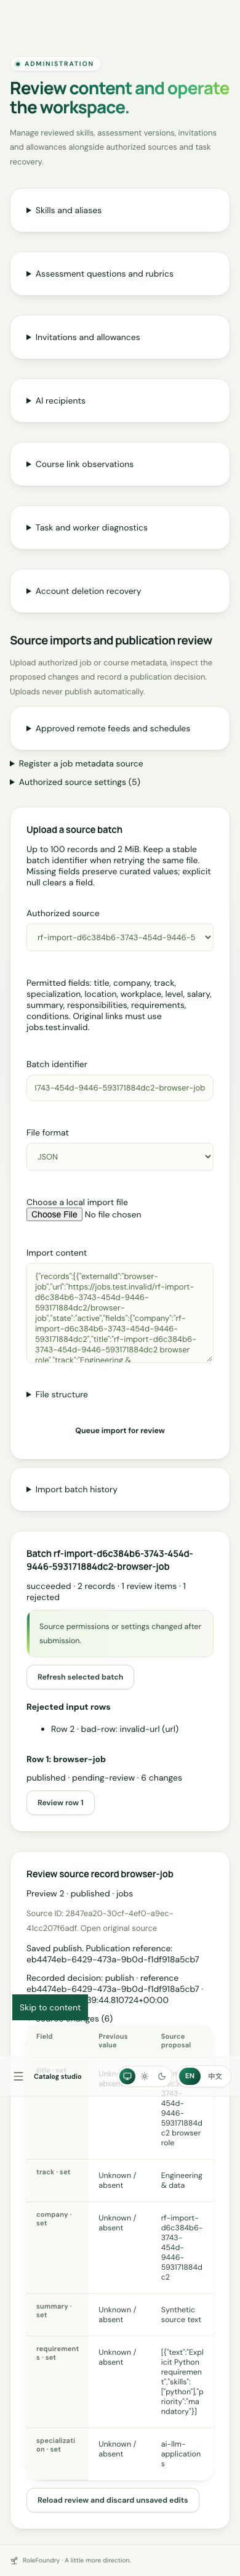 ADMINISTRATION
Review content and operate
the workspace.
Manage reviewed skills, assessment versions, invitations
and allowances alongside authorized sources and task
recovery.
Skills and aliases
Assessment questions and rubrics
Invitations and allowances
AI recipients
Course link observations
Task and worker diagnostics
Account deletion recovery
Source imports and publication review
Upload authorized job or course metadata, inspect the
proposed changes and record a publication decision.
Uploads never publish automatically.
Approved remote feeds and schedules
Register a job metadata source
Authorized source settings (5)
Upload a source batch
Up to 100 records and 2 MiB. Keep a stable
batch identifier when retrying the same file.
Missing fields preserve curated values; explicit
null clears a field.
Authorized source
rf-import-d6c384b6-3743-454d-9446-5
Permitted fields: title, company, track,
specialization, location, workplace, level, salary,
summary, responsibilities, requirements,
conditions. Original links must use
jobs.test.invalid.
Batch identifier
3743-454d-9446-593171884dc2-browser-job
File format
JSON
Choose a local import file
Choose File No file chosen
Import content
{"records":[{"externalId":"browser-
job","url":"https://jobs.test.invalid/rf-import-
d6c384b6-3743-454d-9446-
593171884dc2/browser-
job","state":"active","fields":{"company":"rf-
import-d6c384b6-3743-454d-9446-
593171884dc2","title":"rf-import-d6c384b6-
3743-454d-9446-593171884dc2 browser
role","track":"Engineering &
File structure
Queue import for review
Import batch history
Batch rf-import-d6c384b6-3743-454d-
9446-593171884dc2-browser-job
succeeded · 2 records · 1 review items · 1
rejected
Source permissions or settings changed after
submission.
Refresh selected batch
Rejected input rows
Row 2 · bad-row: invalid-url (url)
Row 1: browser-job
published · pending-review · 6 changes
Review row 1
Review source record browser-job
Preview 2 · published · jobs
Source ID: 2847ea20-30cf-4ef0-a9ec-
41cc207f6adf. Open original source
Saved publish. Publication reference:
eb4474eb-6429-473a-9b0d-f1df918a5cb7
Recorded decision: publish · reference
eb4474eb-6429-473a-9b0d-f1df918a5cb7 ·
39:44.810724+00:00
Skip to content
(6)
Field Previous value Source proposal
Catalog studio
EN 中文
3743-
454d-
9446-
593171884d
c2 browser
role
track · set Unknown / absent Engineering & data
company · set Unknown / absent rf-import-
d6c384b6-
3743-
454d-
9446-
593171884d
c2
summary · set Unknown / absent Synthetic source text
requirement
s · set Unknown / absent [{"text":"Expl
icit Python
requiremen
t","skills":
["python"],"p
riority":"ma
ndatory"}]
specializati
on · set Unknown / absent ai-llm-
application
s
Reload review and discard unsaved edits
RoleFoundry · A little more direction.